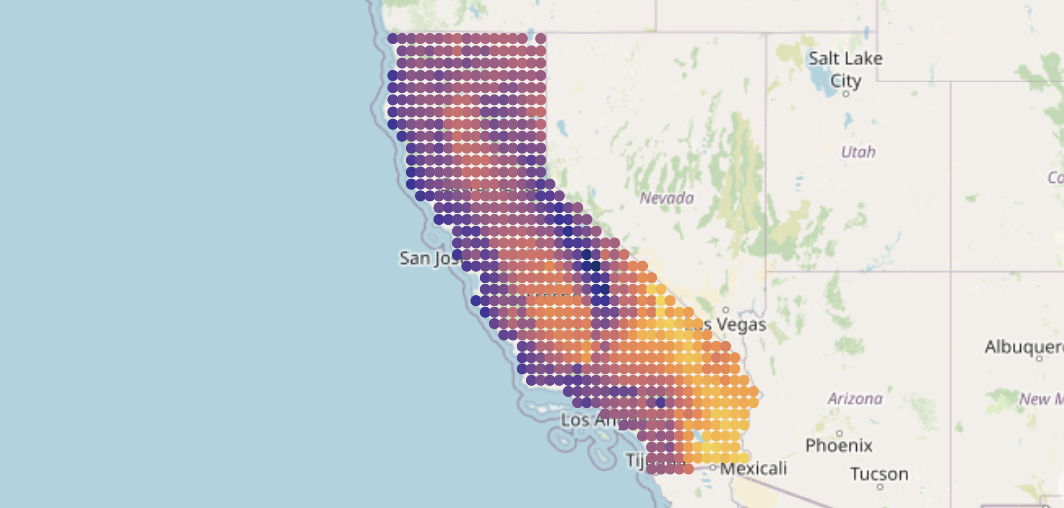 Salt Lake
City
Utah
Co
Nevada
San Jos
Las Vegas
Albuquer
Arizona
New M
Los An
Phoenix
Tij
Mexicali
Tucson